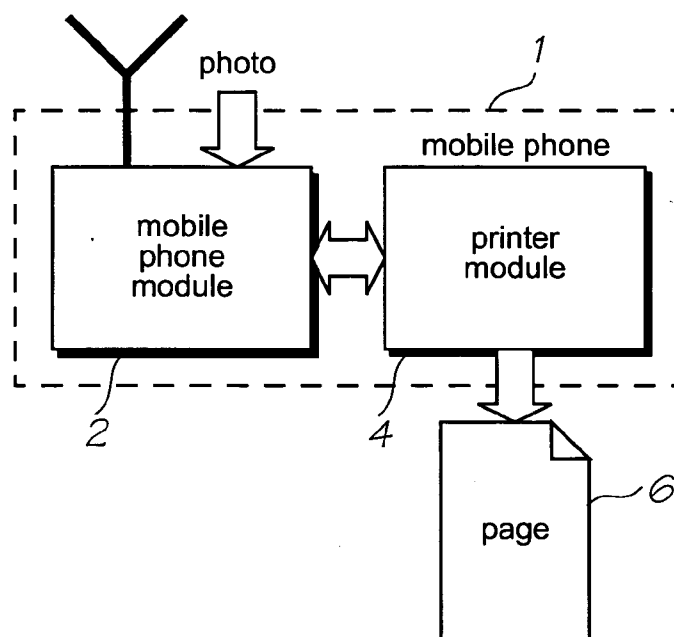 photo
1
mobile phone
mobile
phone
module
printer
module
2
4
page
6